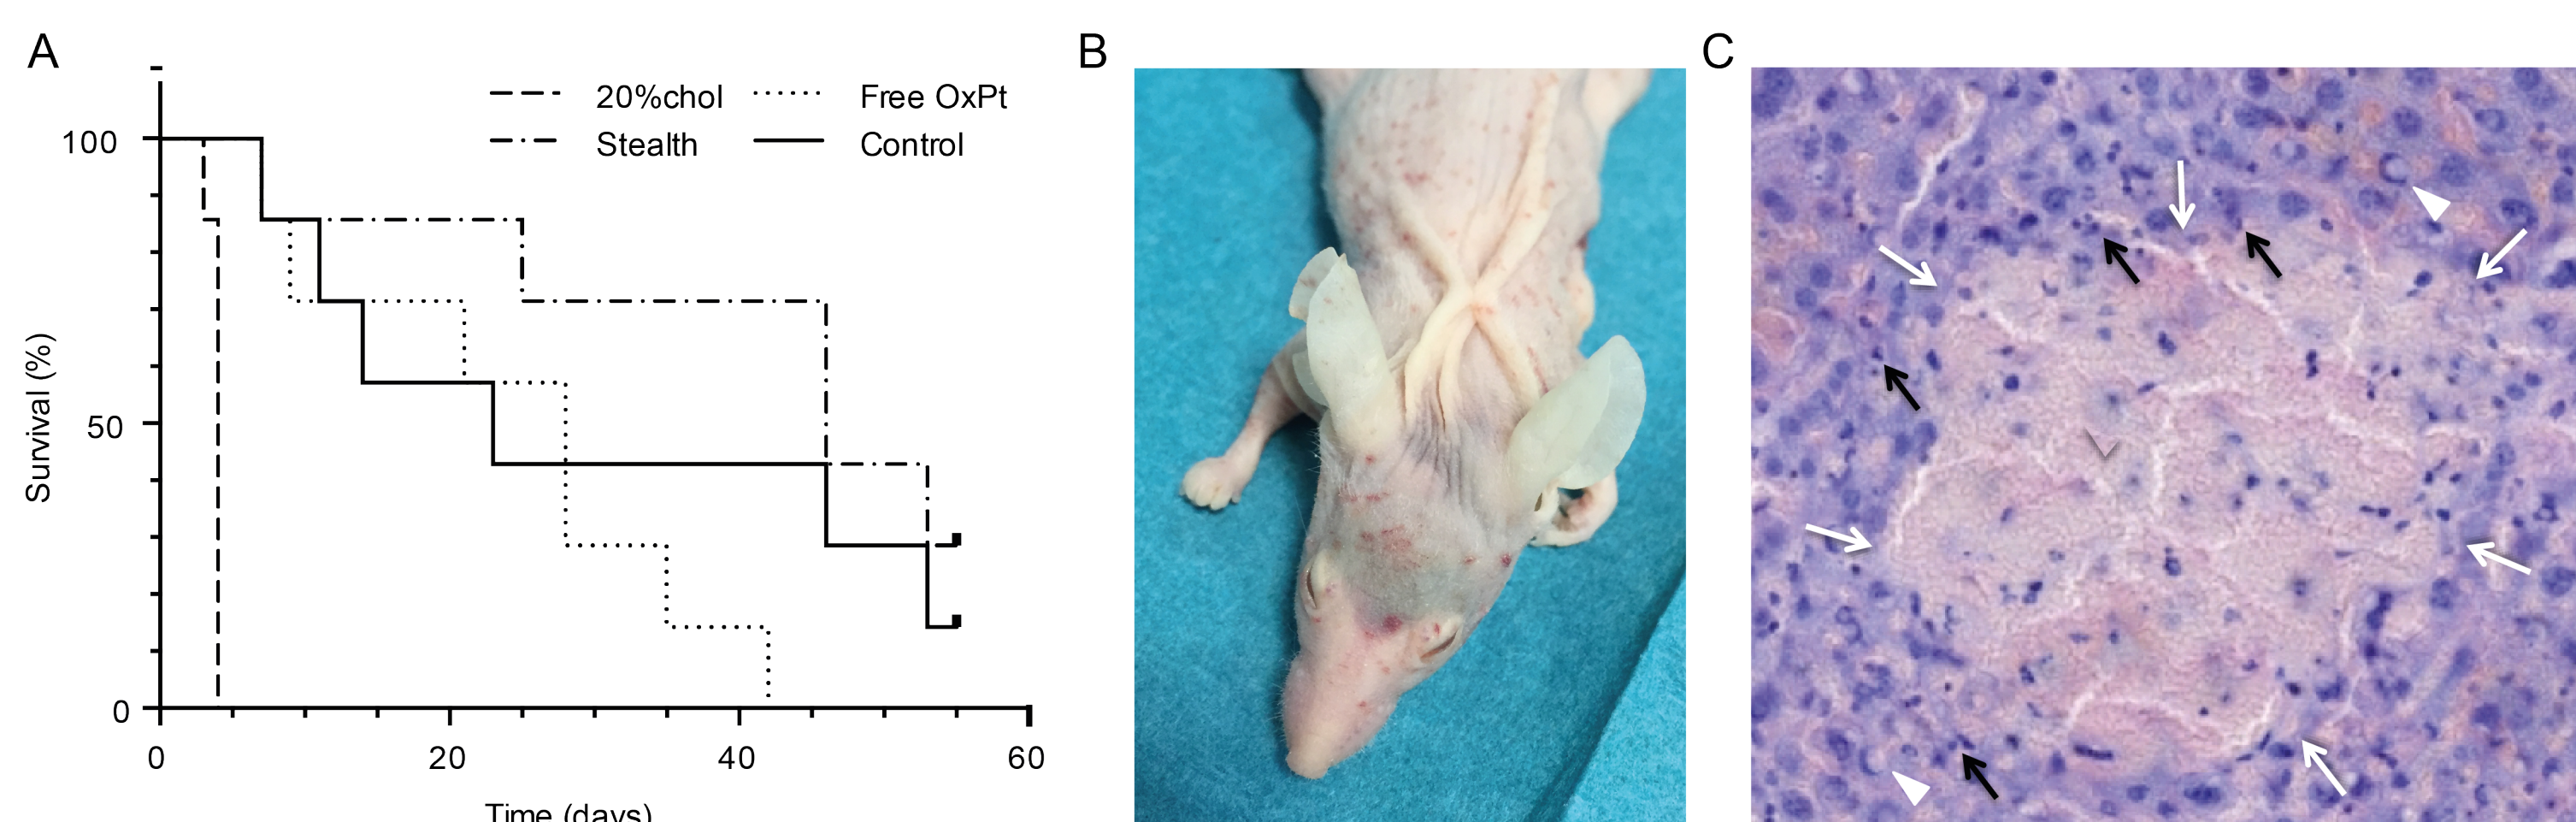 A
B
C
20%chol
Free OxPt
Stealth
Control
100
50
0
Survival (%)
0
20
40
60
Time (days)